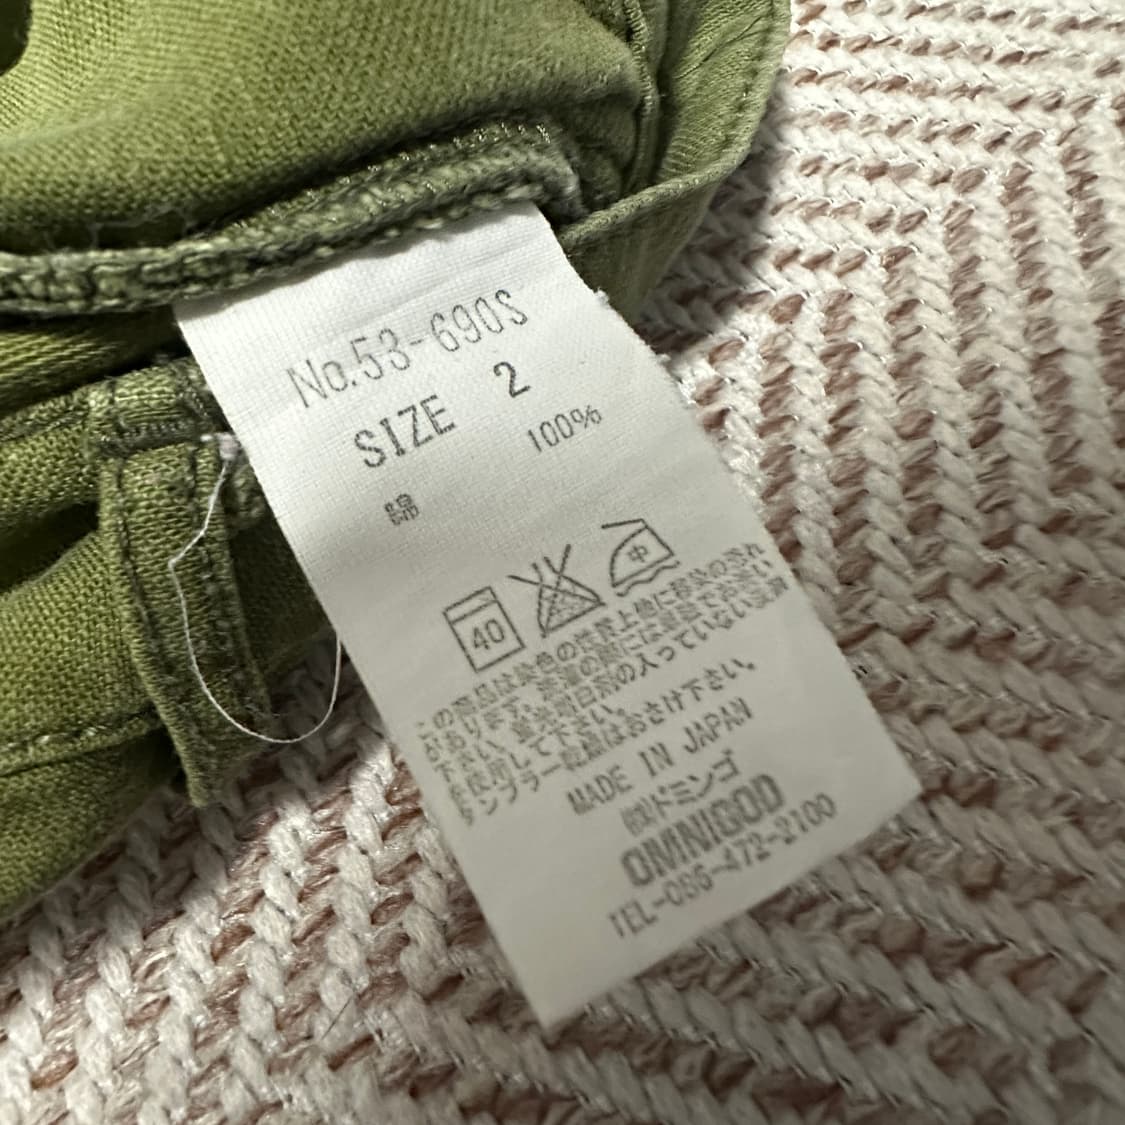 No.53-690S
SIZE 2
綿 100%
40 中
この商品は染色の性質上他に移染の恐れ
があります。洗濯の際には単独でお洗い
下さい。蛍光増白剤の入っていない洗剤
を使用して下さい。
タンブラー乾燥はおさけ下さい。
MADE IN JAPAN
㈱ドミンゴ
OMNIGOD
TEL-086-472-2100